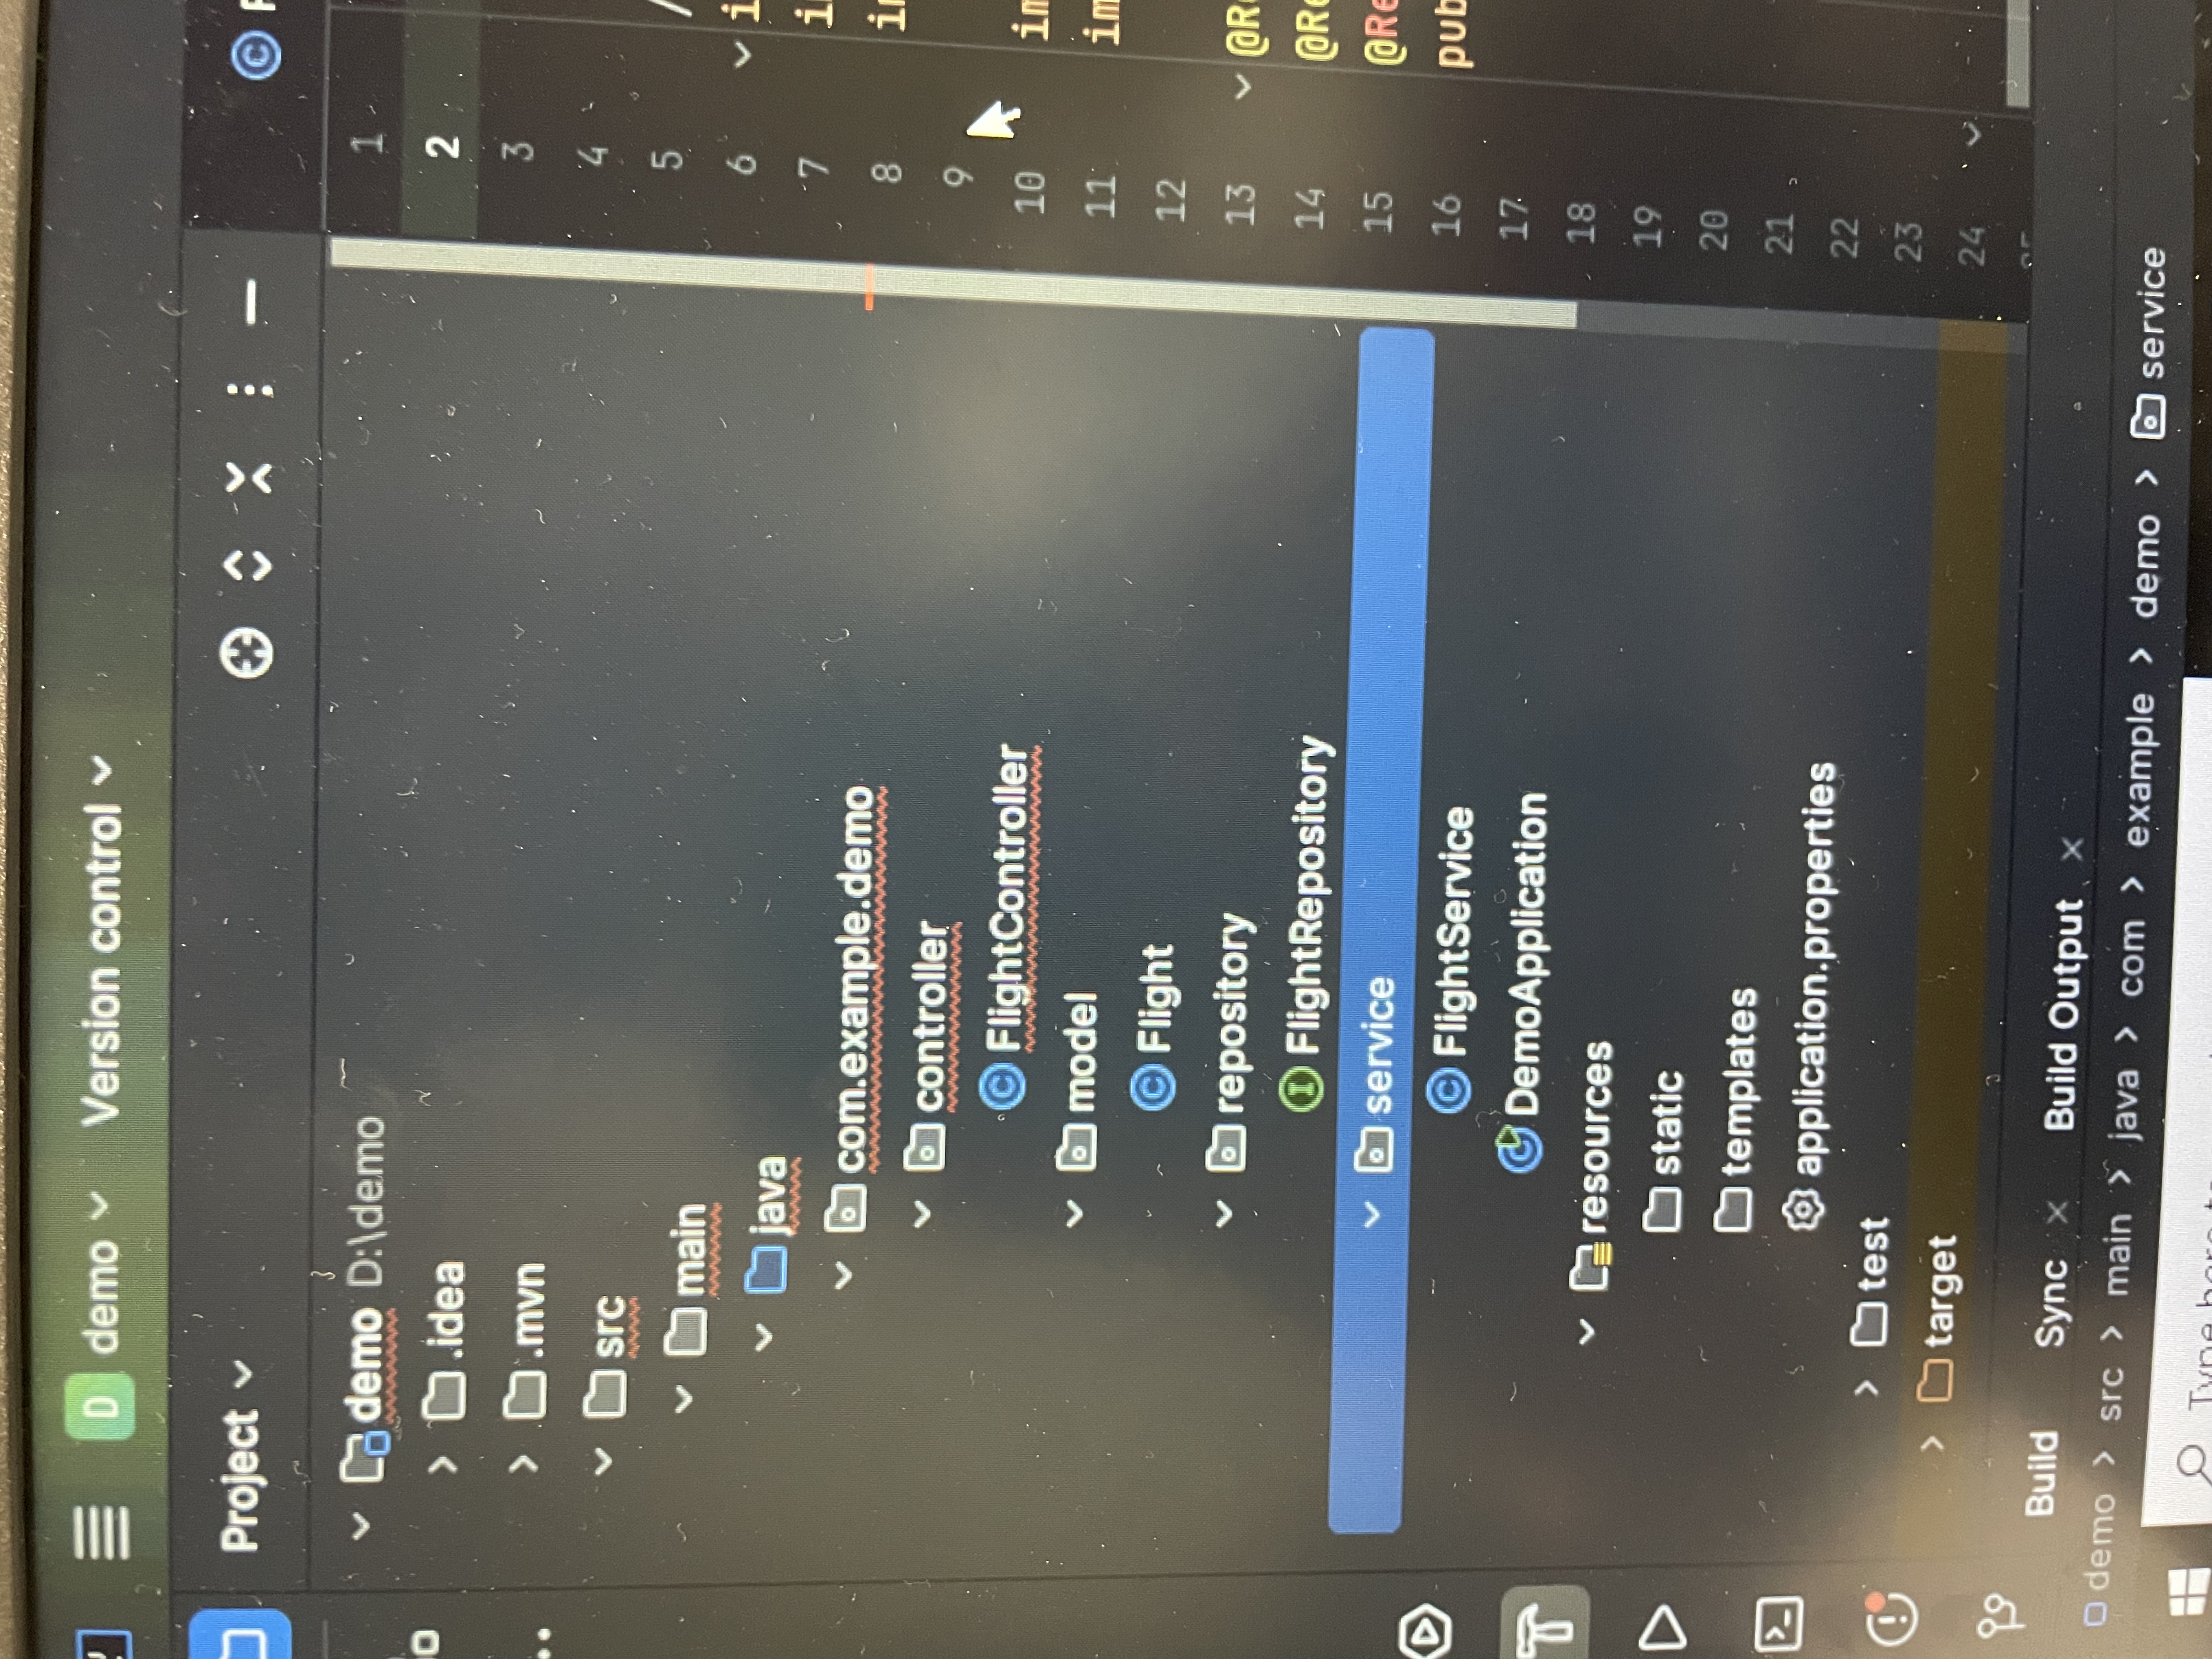 D demo Version control
Project
demo D:\demo
.idea
.mvn
src
main
java
com.example.demo
controller
FlightController
model
Flight
repository
FlightRepository
service
FlightService
DemoApplication
resources
static
templates
application.properties
test
target
1
2
3
4
5 /
6
7
8
9
10
11
12
13 @R
14 @Re
15 @Re
16 pub
17
18
19
20
21
22
23
24
Build Sync Build Output
demo > src > main > java > com > example > demo > service
Type here